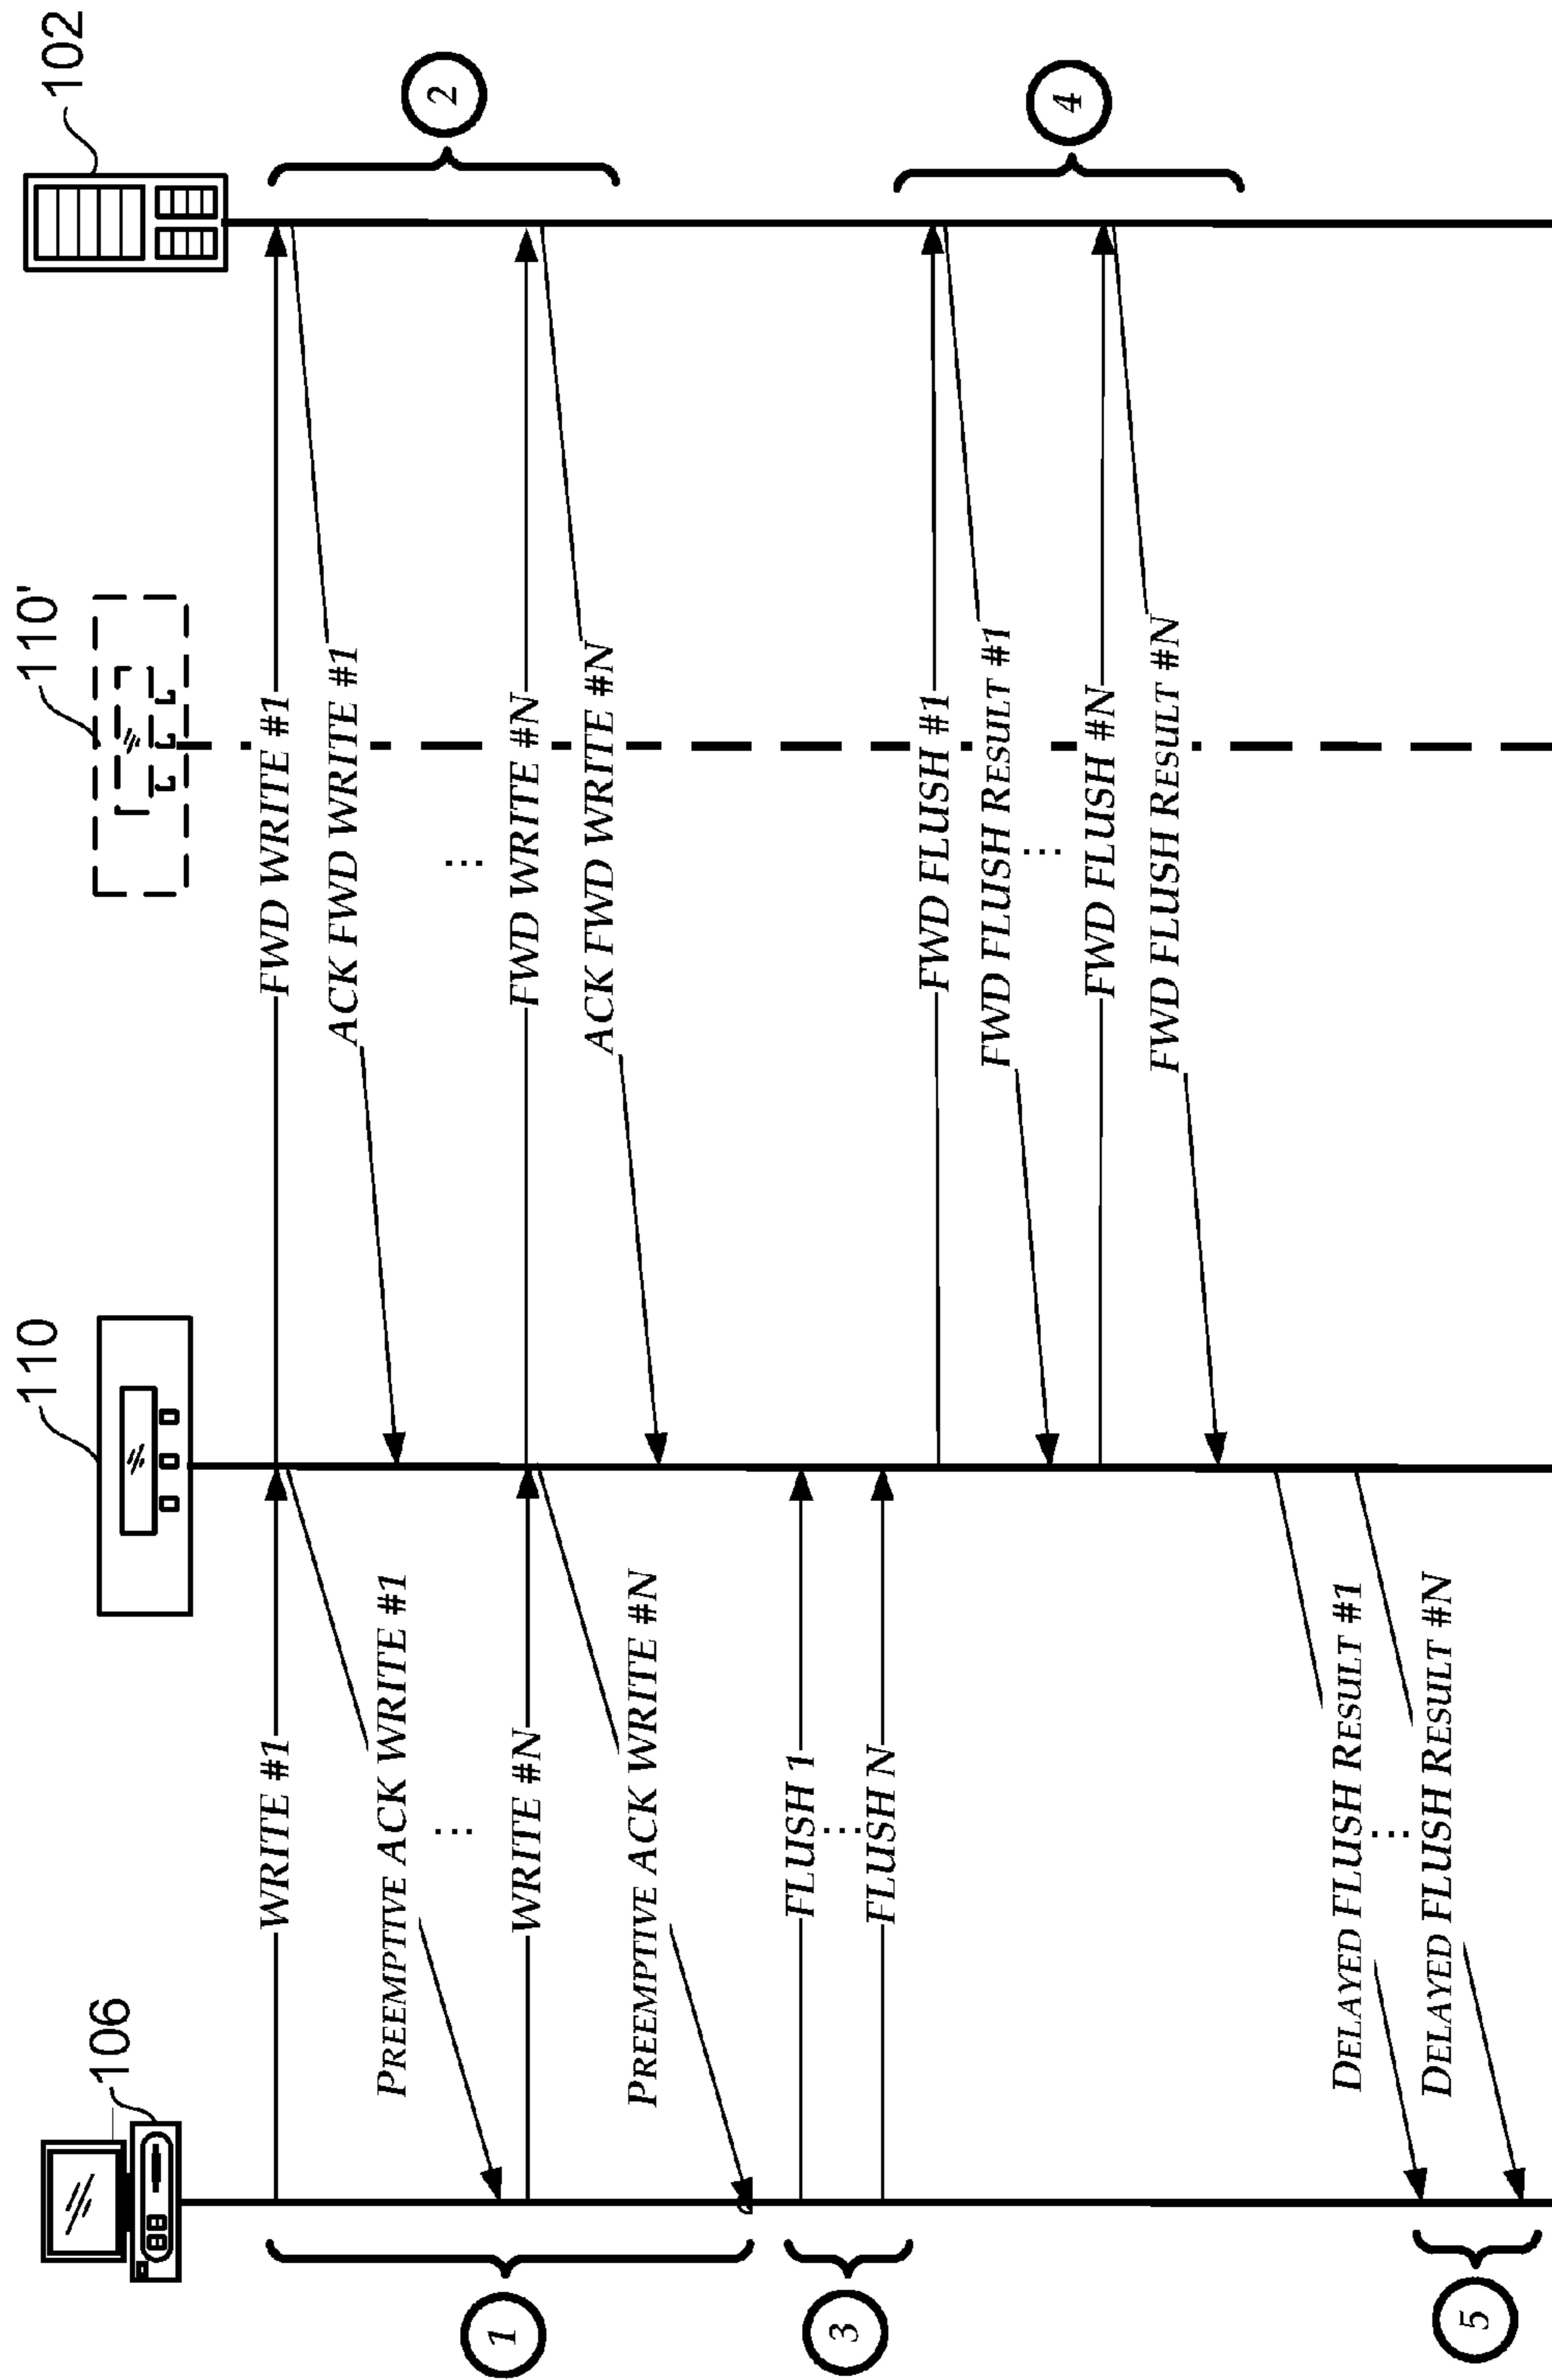 106
110
110'
102
WRITE #1
FWD WRITE #1
PREEMPTIVE ACK WRITE #1
ACK FWD WRITE #1
...
...
WRITE #N
FWD WRITE #N
PREEMPTIVE ACK WRITE #N
ACK FWD WRITE #N
1
2
FLUSH 1
...
FLUSH N
3
FWD FLUSH #1
FWD FLUSH RESULT #1
...
FWD FLUSH #N
FWD FLUSH RESULT #N
4
DELAYED FLUSH RESULT #1
...
DELAYED FLUSH RESULT #N
5